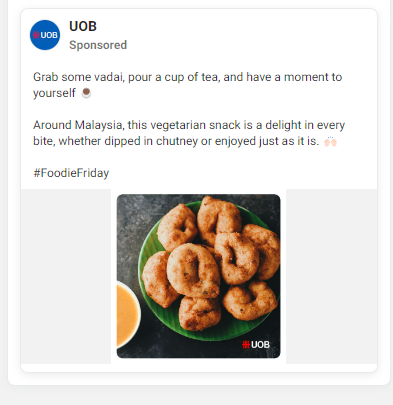 UOB
UOB
Sponsored
Grab some vadai, pour a cup of tea, and have a moment to
yourself ☕
Around Malaysia, this vegetarian snack is a delight in every
bite, whether dipped in chutney or enjoyed just as it is. 🙌🏻
#FoodieFriday
UOB